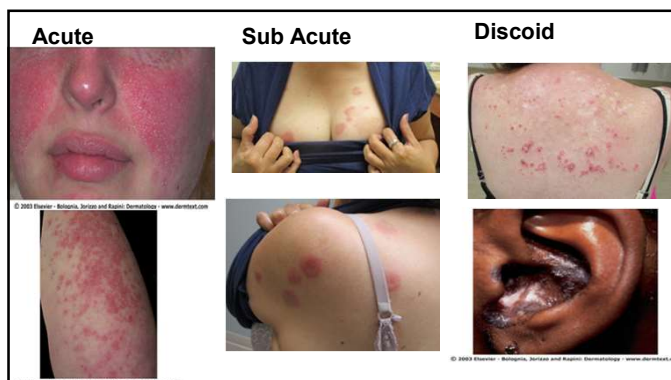 Acute
Sub Acute
Discoid
© 2003 Elsevier - Bolognia, Jorizzo and Rapini: Dermatology - www.dermtext.com
© 2003 Elsevier - Bolognia, Jorizzo and Rapini: Dermatology - www.dermtext.com